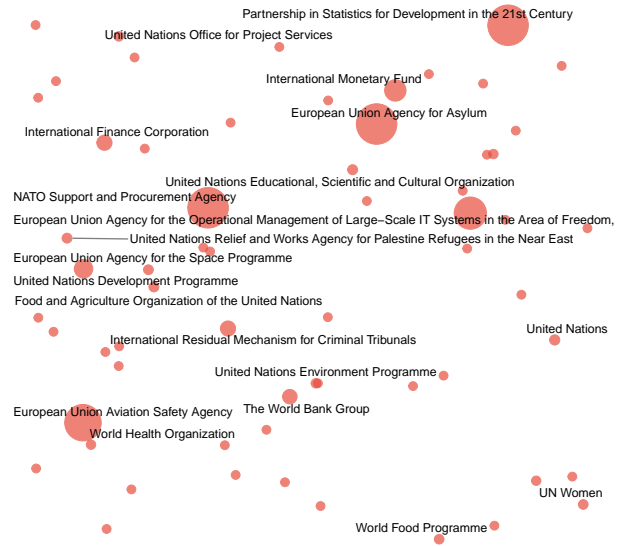 Partnership in Statistics for Development in the 21st Century
United Nations Office for Project Services
International Monetary Fund
European Union Agency for Asylum
International Finance Corporation
United Nations Educational, Scientific and Cultural Organization
NATO Support and Procurement Agency
European Union Agency for the Operational Management of Large−Scale IT Systems in the Area of Freedom,
United Nations Relief and Works Agency for Palestine Refugees in the Near East
European Union Agency for the Space Programme
United Nations Development Programme
Food and Agriculture Organization of the United Nations
United Nations
International Residual Mechanism for Criminal Tribunals
United Nations Environment Programme
European Union Aviation Safety Agency
The World Bank Group
World Health Organization
UN Women
World Food Programme